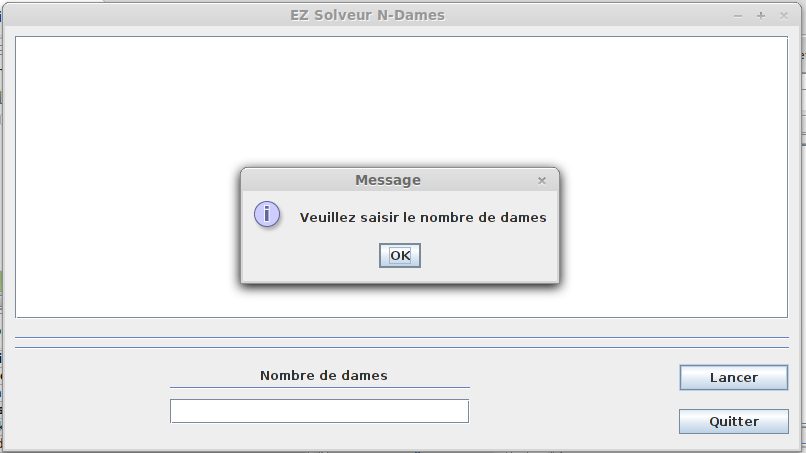 EZ Solveur N-Dames
Message
Veuillez saisir le nombre de dames
OK
Nombre de dames
Lancer
Quitter